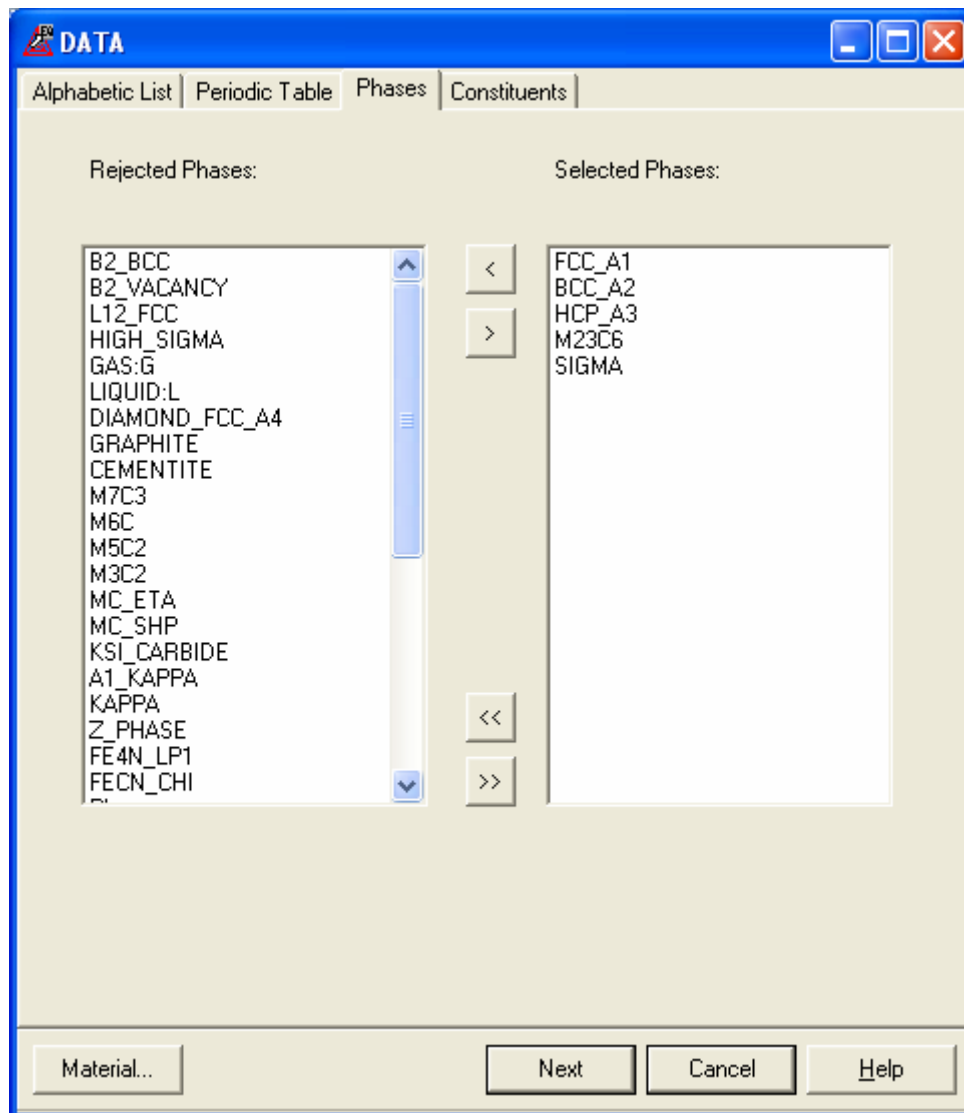 DATA
Alphabetic List
Periodic Table
Phases
Constituents
Rejected Phases:
B2_BCC
B2_VACANCY
L12_FCC
HIGH_SIGMA
GAS:G
LIQUID:L
DIAMOND_FCC_A4
GRAPHITE
CEMENTITE
M7C3
M6C
M5C2
M3C2
MC_ETA
MC_SHP
KSI_CARBIDE
A1_KAPPA
KAPPA
Z_PHASE
FE4N_LP1
FECN_CHI
<
>
<<
>>
Selected Phases:
FCC_A1
BCC_A2
HCP_A3
M23C6
SIGMA
Material...
Next
Cancel
Help